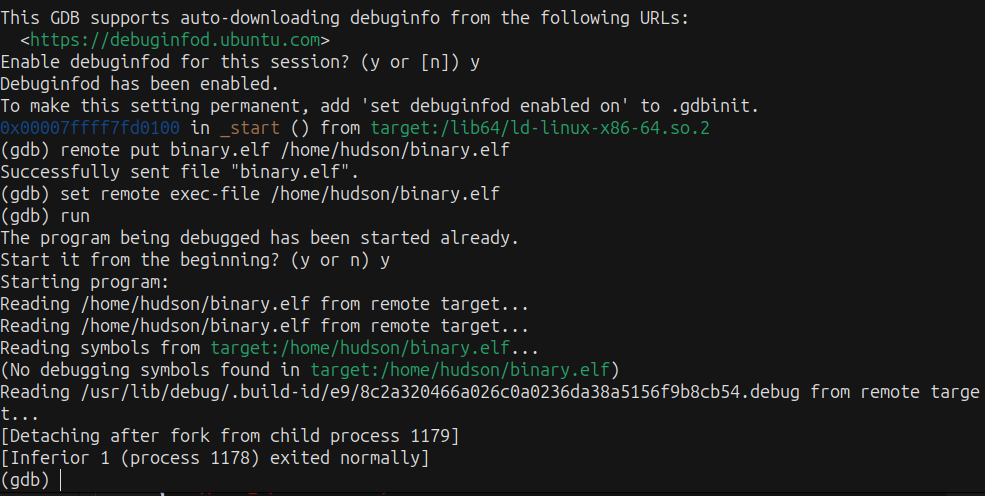 This GDB supports auto-downloading debuginfo from the following URLs:
  <https://debuginfod.ubuntu.com>
Enable debuginfod for this session? (y or [n]) y
Debuginfod has been enabled.
To make this setting permanent, add 'set debuginfod enabled on' to .gdbinit.
0x00007ffff7fd0100 in _start () from target:/lib64/ld-linux-x86-64.so.2
(gdb) remote put binary.elf /home/hudson/binary.elf
Successfully sent file "binary.elf".
(gdb) set remote exec-file /home/hudson/binary.elf
(gdb) run
The program being debugged has been started already.
Start it from the beginning? (y or n) y
Starting program:
Reading /home/hudson/binary.elf from remote target...
Reading /home/hudson/binary.elf from remote target...
Reading symbols from target:/home/hudson/binary.elf...
(No debugging symbols found in target:/home/hudson/binary.elf)
Reading /usr/lib/debug/.build-id/e9/8c2a320466a026c0a0236da38a5156f9b8cb54.debug from remote targe
t...
[Detaching after fork from child process 1179]
[Inferior 1 (process 1178) exited normally]
(gdb)